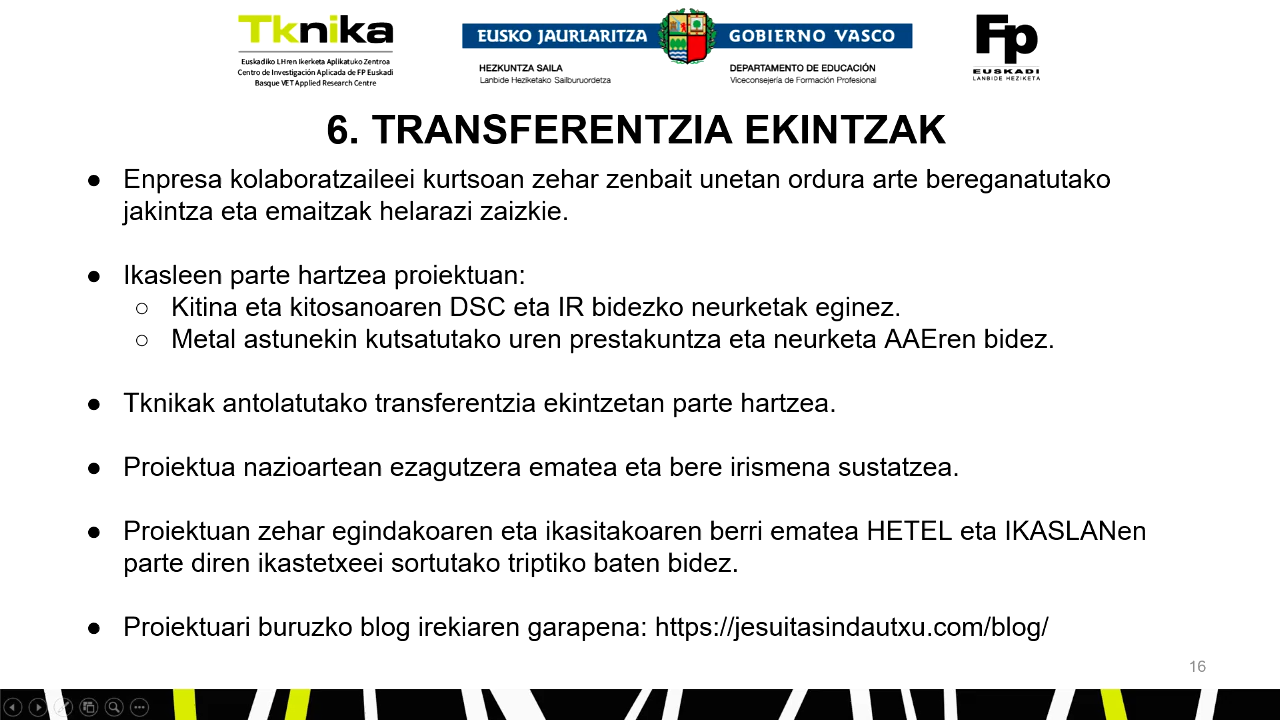 Tknika
Euskadiko LHren Ikerketa Aplikatuko Zentroa
Centro de Investigación Aplicada de FP Euskadi
Basque VET Applied Research Centre
EUSKO JAURLARITZA GOBIERNO VASCO
HEZKUNTZA SAILA
Lanbide Heziketako Sailburuordetza
DEPARTAMENTO DE EDUCACIÓN
Viceconsejería de Formación Profesional
Fp
EUSKADI
LANBIDE HEZIKETA
6. TRANSFERENTZIA EKINTZAK
● Enpresa kolaboratzaileei kurtsoan zehar zenbait unetan ordura arte bereganatutako
jakintza eta emaitzak helarazi zaizkie.
● Ikasleen parte hartzea proiektuan:
○ Kitina eta kitosanoaren DSC eta IR bidezko neurketak eginez.
○ Metal astunekin kutsatutako uren prestakuntza eta neurketa AAEren bidez.
● Tknikak antolatutako transferentzia ekintzetan parte hartzea.
● Proiektua nazioartean ezagutzera ematea eta bere irismena sustatzea.
● Proiektuan zehar egindakoaren eta ikasitakoaren berri ematea HETEL eta IKASLANen
parte diren ikastetxeei sortutako triptiko baten bidez.
● Proiektuari buruzko blog irekiaren garapena: https://jesuitasindautxu.com/blog/
16